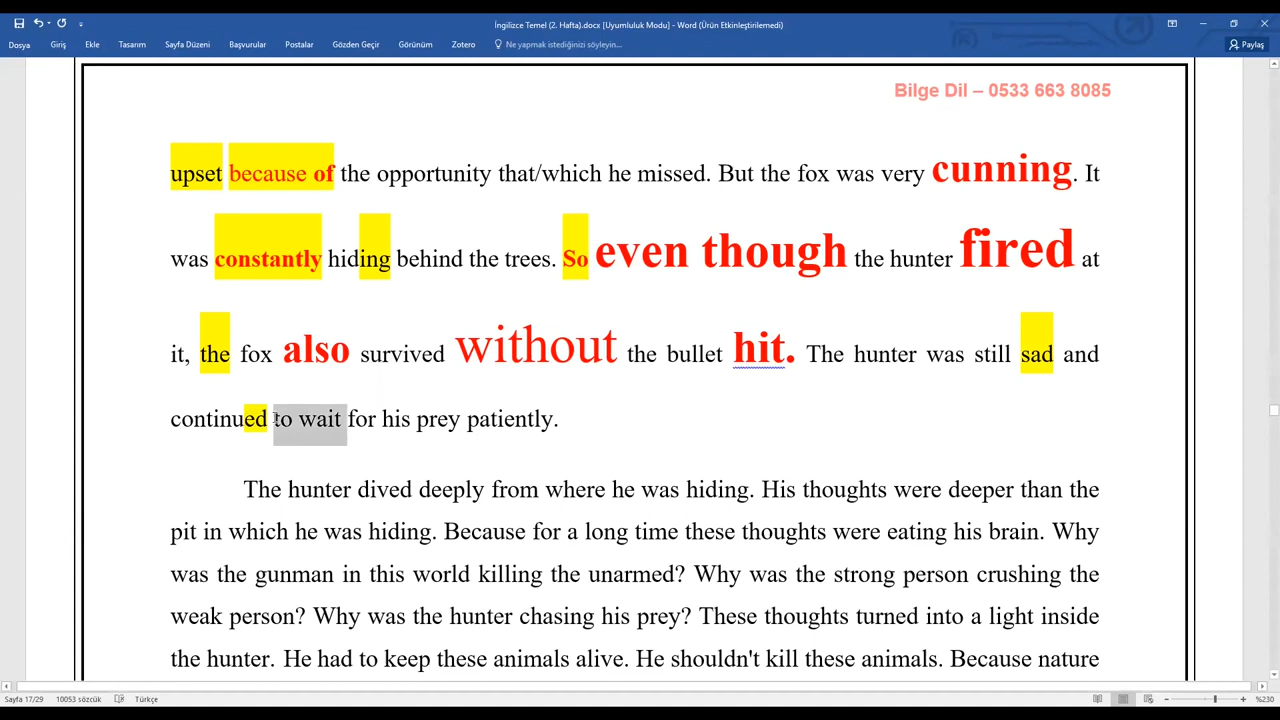 İngilizce Temel (2. Hafta).docx [Uyumluluk Modu] - Word (Ürün Etkinleştirilemedi)
Dosya Giriş Ekle Tasarım Sayfa Düzeni Başvurular Postalar Gözden Geçir Görünüm Zotero Ne yapmak istediğinizi söyleyin... Paylaş
Bilge Dil – 0533 663 8085
upset because of the opportunity that/which he missed. But the fox was very cunning. It
was constantly hiding behind the trees. So even though the hunter fired at
it, the fox also survived without the bullet hit. The hunter was still sad and
continued to wait for his prey patiently.
The hunter dived deeply from where he was hiding. His thoughts were deeper than the
pit in which he was hiding. Because for a long time these thoughts were eating his brain. Why
was the gunman in this world killing the unarmed? Why was the strong person crushing the
weak person? Why was the hunter chasing his prey? These thoughts turned into a light inside
the hunter. He had to keep these animals alive. He shouldn't kill these animals. Because nature
Sayfa 17/29 10053 sözcük Türkçe %230